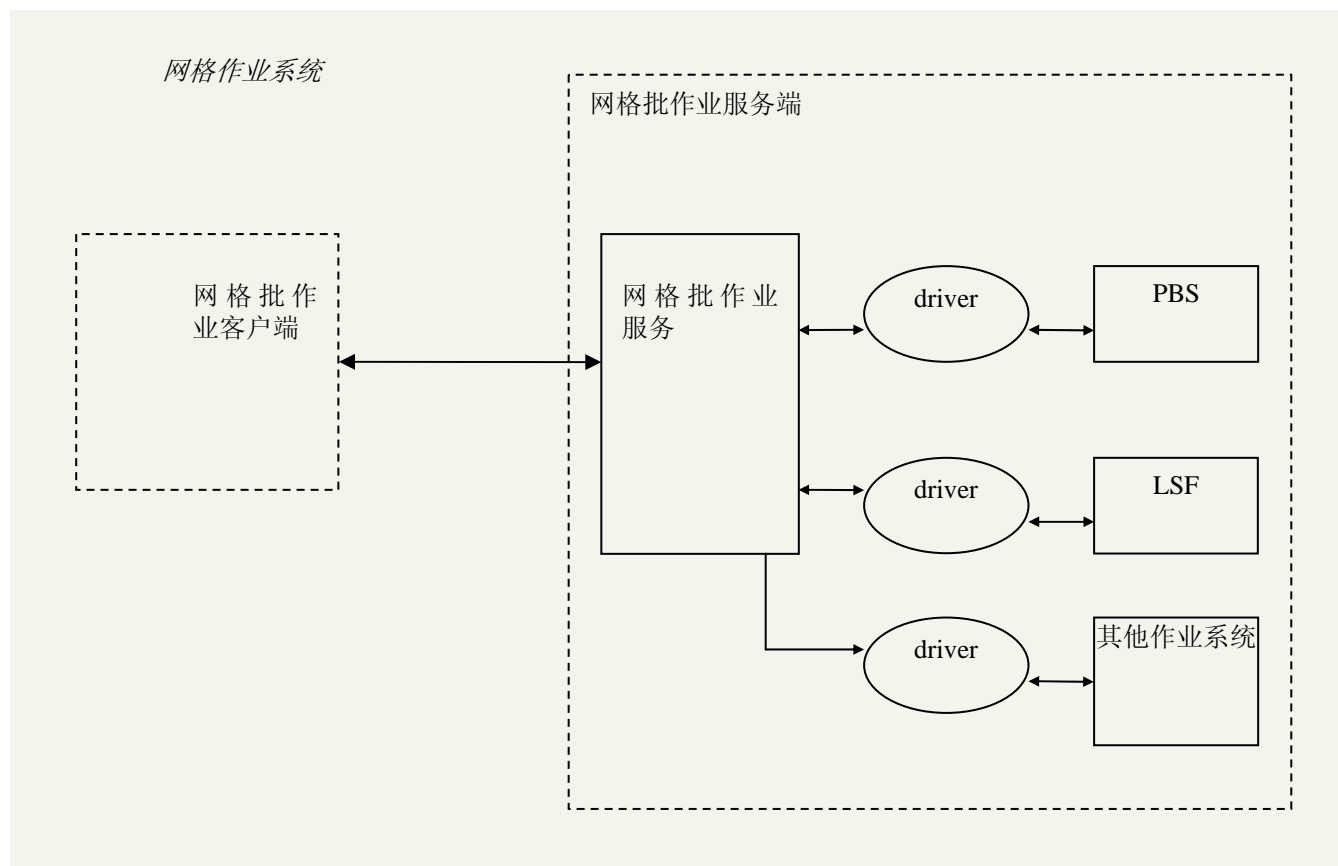 网格作业系统
网格批作业服务端
网格批作
业客户端
网格批作业
服务
driver
PBS
driver
LSF
driver
其他作业系统